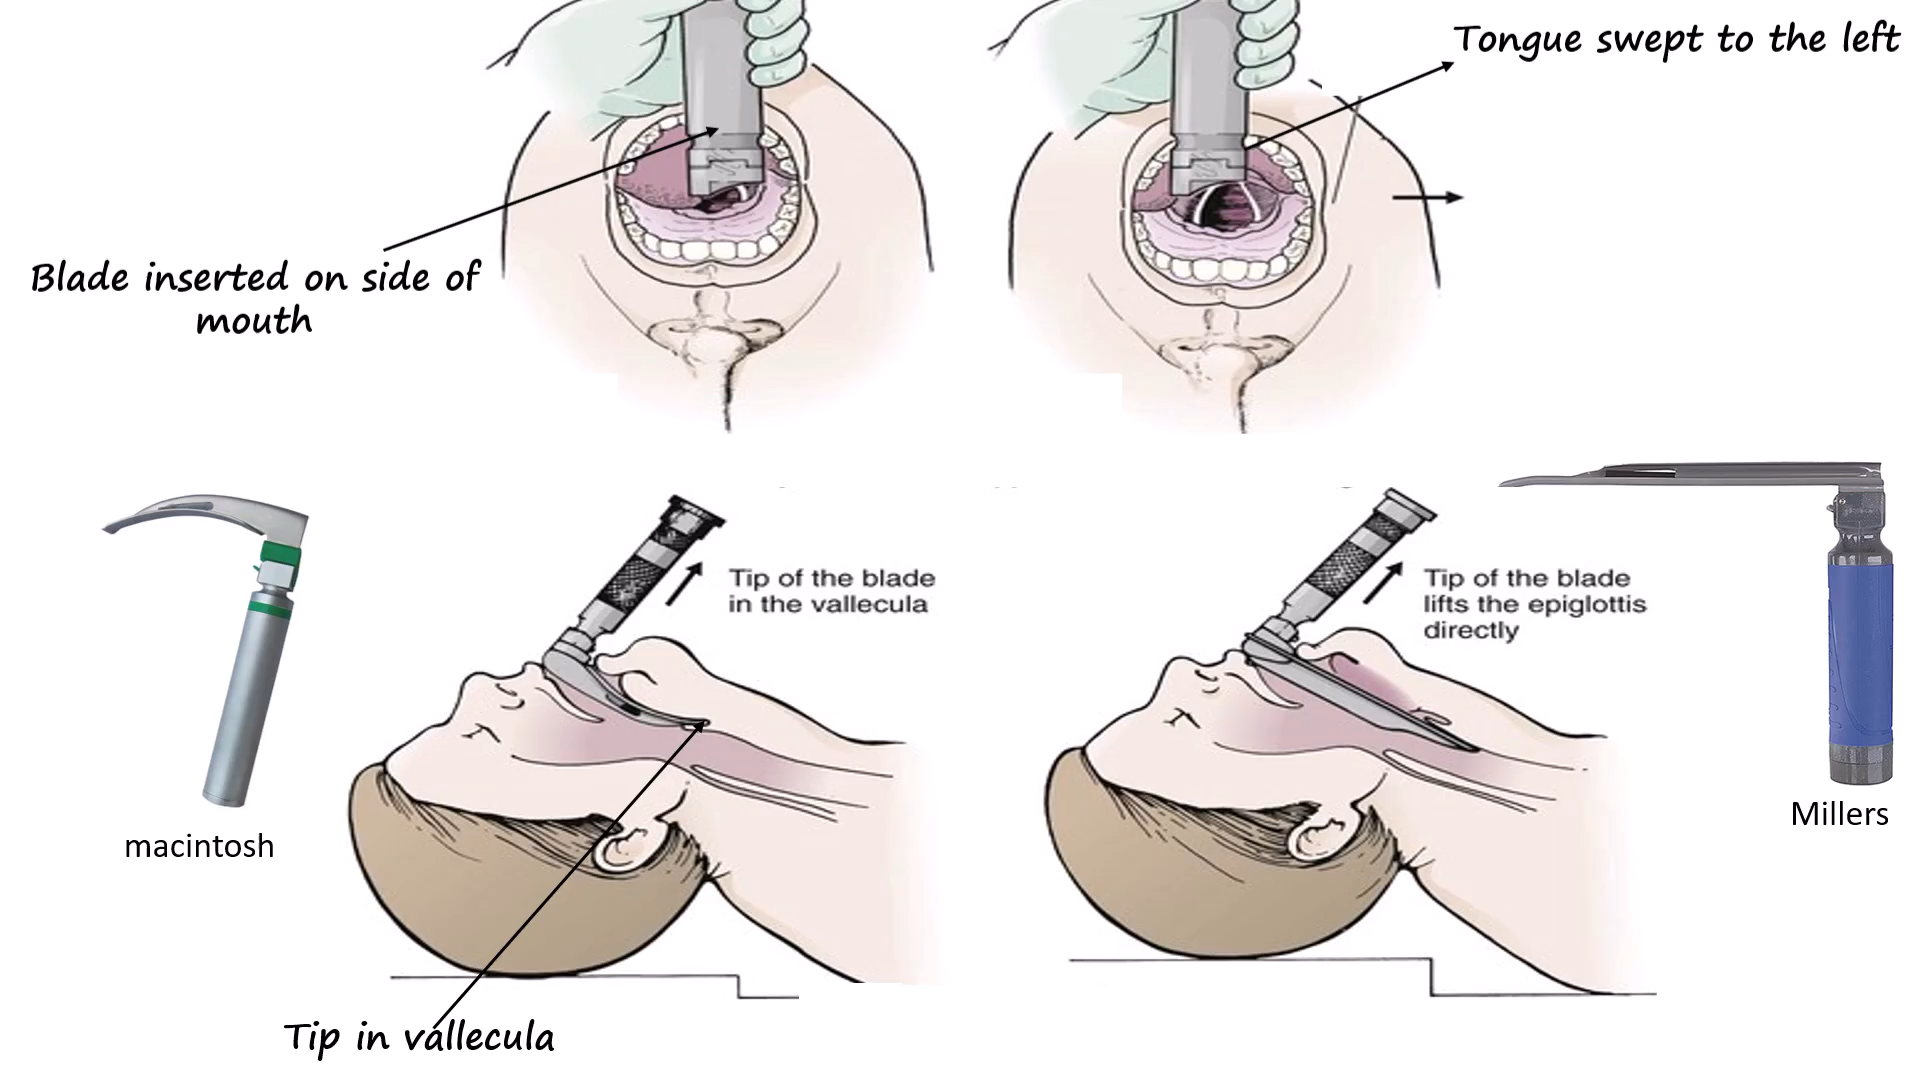 Tongue swept to the left
Blade inserted on side of
mouth
Tip of the blade
in the vallecula
Tip of the blade
lifts the epiglottis
directly
macintosh
Millers
Tip in vallecula